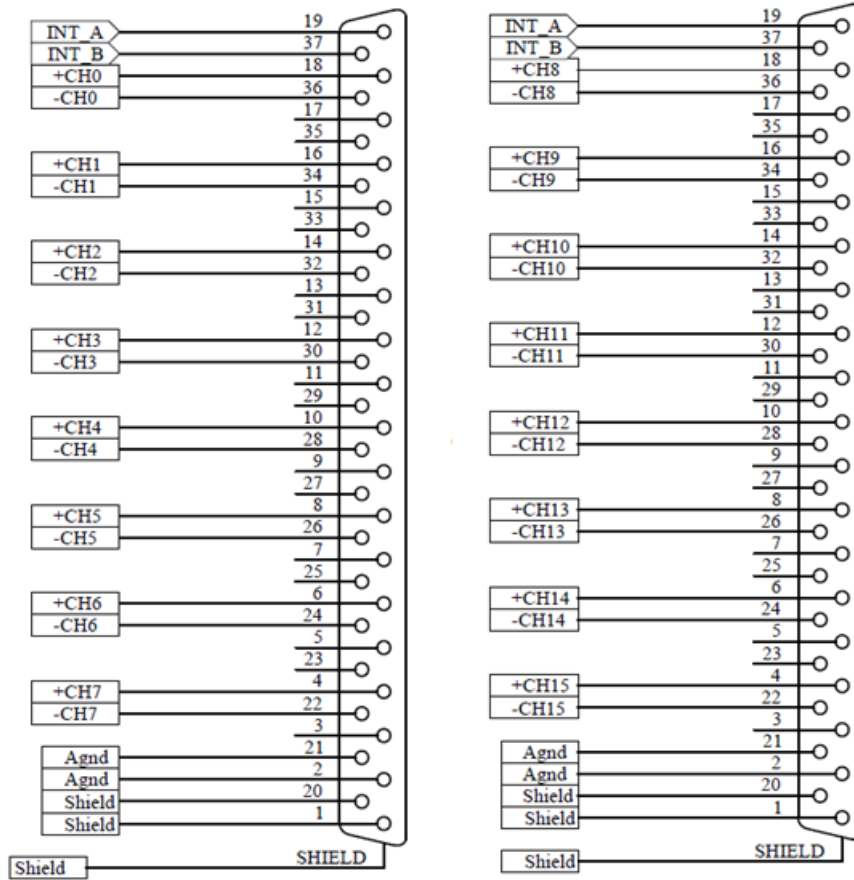 INT_A 19
INT_B 37
+CH0 18
-CH0 36
17
35
+CH1 16
-CH1 34
15
33
+CH2 14
-CH2 32
13
31
+CH3 12
-CH3 30
11
29
+CH4 10
-CH4 28
9
27
+CH5 8
-CH5 26
7
25
+CH6 6
-CH6 24
5
23
+CH7 4
-CH7 22
3
Agnd 21
Agnd 2
Shield 20
Shield 1
Shield SHIELD
INT_A 19
INT_B 37
+CH8 18
-CH8 36
17
35
+CH9 16
-CH9 34
15
33
+CH10 14
-CH10 32
13
31
+CH11 12
-CH11 30
11
29
+CH12 10
-CH12 28
9
27
+CH13 8
-CH13 26
7
25
+CH14 6
-CH14 24
5
23
+CH15 4
-CH15 22
3
Agnd 21
Agnd 2
Shield 20
Shield 1
Shield SHIELD